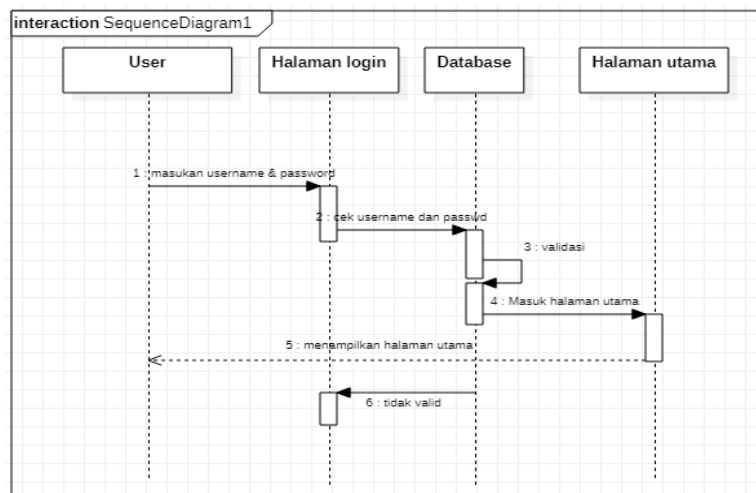 interaction SequenceDiagram1
User
Halaman login
Database
Halaman utama
1 : masukan username & password
2 : cek username dan passwd
3 : validasi
4 : Masuk halaman utama
5 : menampilkan halaman utama
6 : tidak valid